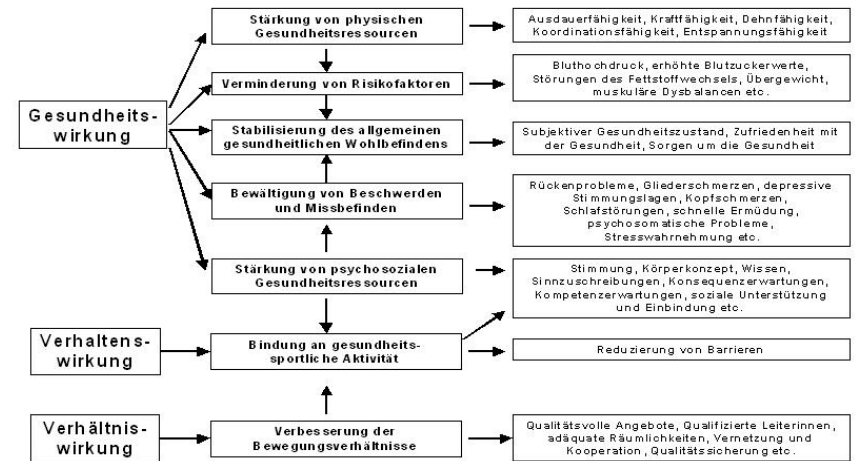 Stärkung von physischen
Gesundheitsressourcen
Ausdauerfähigkeit, Kraftfähigkeit, Dehnfähigkeit,
Koordinationsfähigkeit, Entspannungsfähigkeit
Gesundheits-
wirkung
Verminderung von Risikofaktoren
Bluthochdruck, erhöhte Blutzuckerwerte,
Störungen des Fettstoffwechsels, Übergewicht,
muskuläre Dysbalancen etc.
Stabilisierung des allgemeinen
gesundheitlichen Wohlbefindens
Subjektiver Gesundheitszustand, Zufriedenheit mit
der Gesundheit, Sorgen um die Gesundheit
Bewältigung von Beschwerden
und Missbefinden
Rückenprobleme, Gliederschmerzen, depressive
Stimmungslagen, Kopfschmerzen,
Schlafstörungen, schnelle Ermüdung,
psychosomatische Probleme,
Stresswahrnehmung etc.
Stärkung von psychosozialen
Gesundheitsressourcen
Stimmung, Körperkonzept, Wissen,
Sinnzuschreibungen, Konsequenzerwartungen,
Kompetenzerwartungen, soziale Unterstützung
und Einbindung etc.
Verhaltens-
wirkung
Bindung an gesundheits-
sportliche Aktivität
Reduzierung von Barrieren
Verhältnis-
wirkung
Verbesserung der
Bewegungsverhältnisse
Qualitätsvolle Angebote, Qualifizierte Leiterinnen,
adäquate Räumlichkeiten, Vernetzung und
Kooperation, Qualitätssicherung etc.